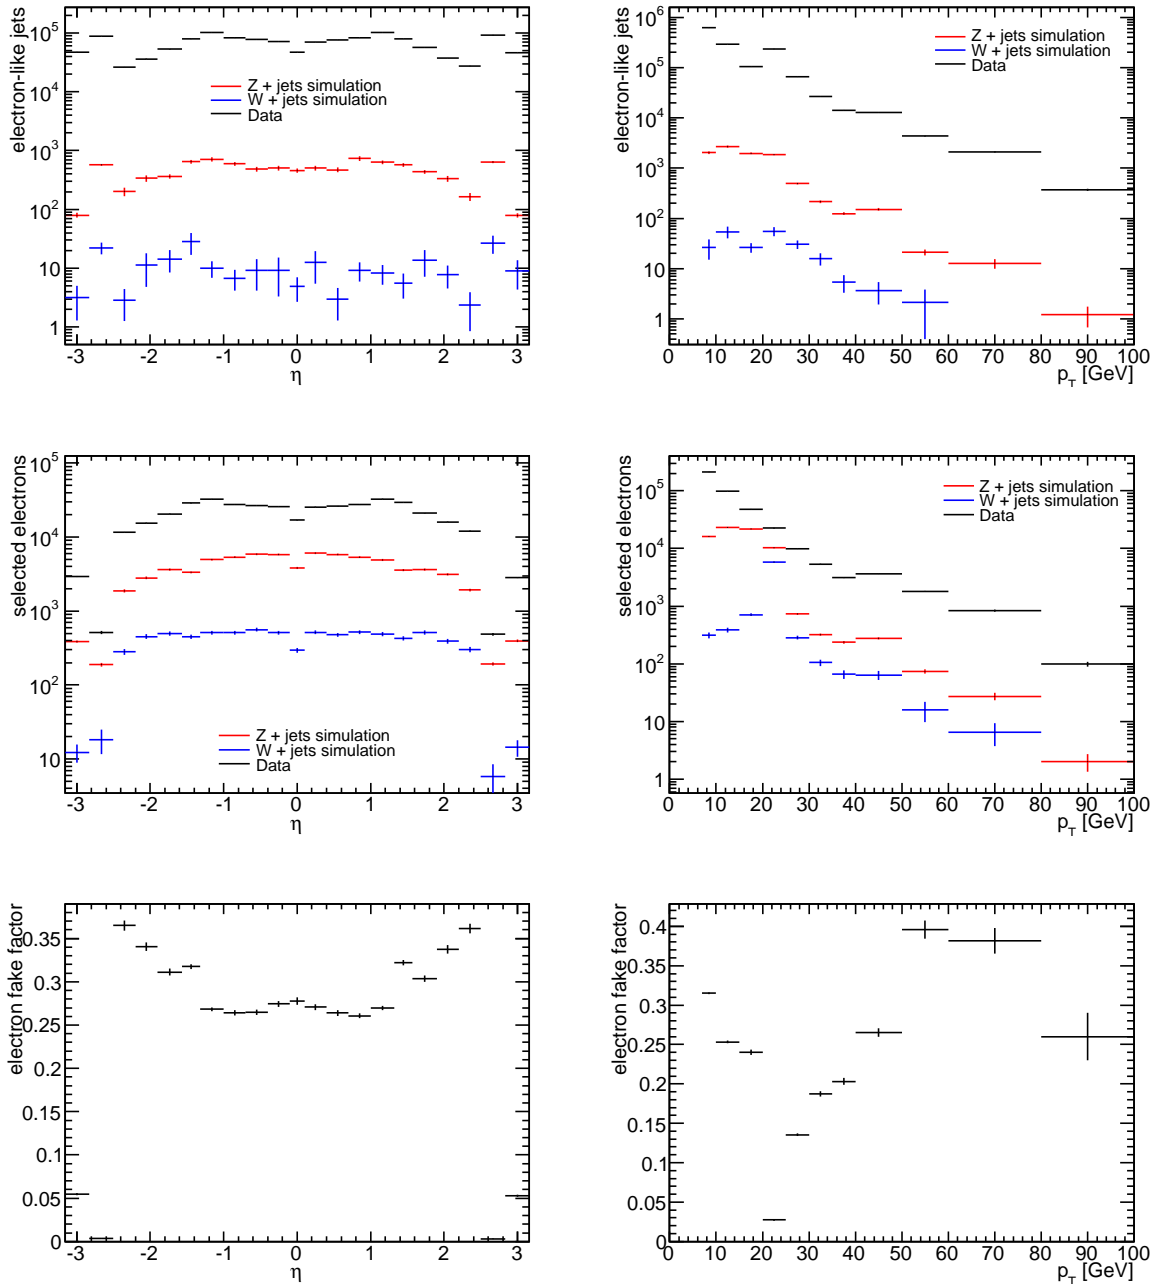 electron-like jets
10^5
10^4
10^3
10^2
10
1
Z + jets simulation
W + jets simulation
Data
-3 -2 -1 0 1 2 3
η
electron-like jets
10^6
10^5
10^4
10^3
10^2
10
1
Z + jets simulation
W + jets simulation
Data
0 10 20 30 40 50 60 70 80 90 100
p_T [GeV]
selected electrons
10^5
10^4
10^3
10^2
10
Z + jets simulation
W + jets simulation
Data
-3 -2 -1 0 1 2 3
η
selected electrons
10^5
10^4
10^3
10^2
10
1
Z + jets simulation
W + jets simulation
Data
0 10 20 30 40 50 60 70 80 90 100
p_T [GeV]
electron fake factor
0.35
0.3
0.25
0.2
0.15
0.1
0.05
0
-3 -2 -1 0 1 2 3
η
electron fake factor
0.4
0.35
0.3
0.25
0.2
0.15
0.1
0.05
0
0 10 20 30 40 50 60 70 80 90 100
p_T [GeV]